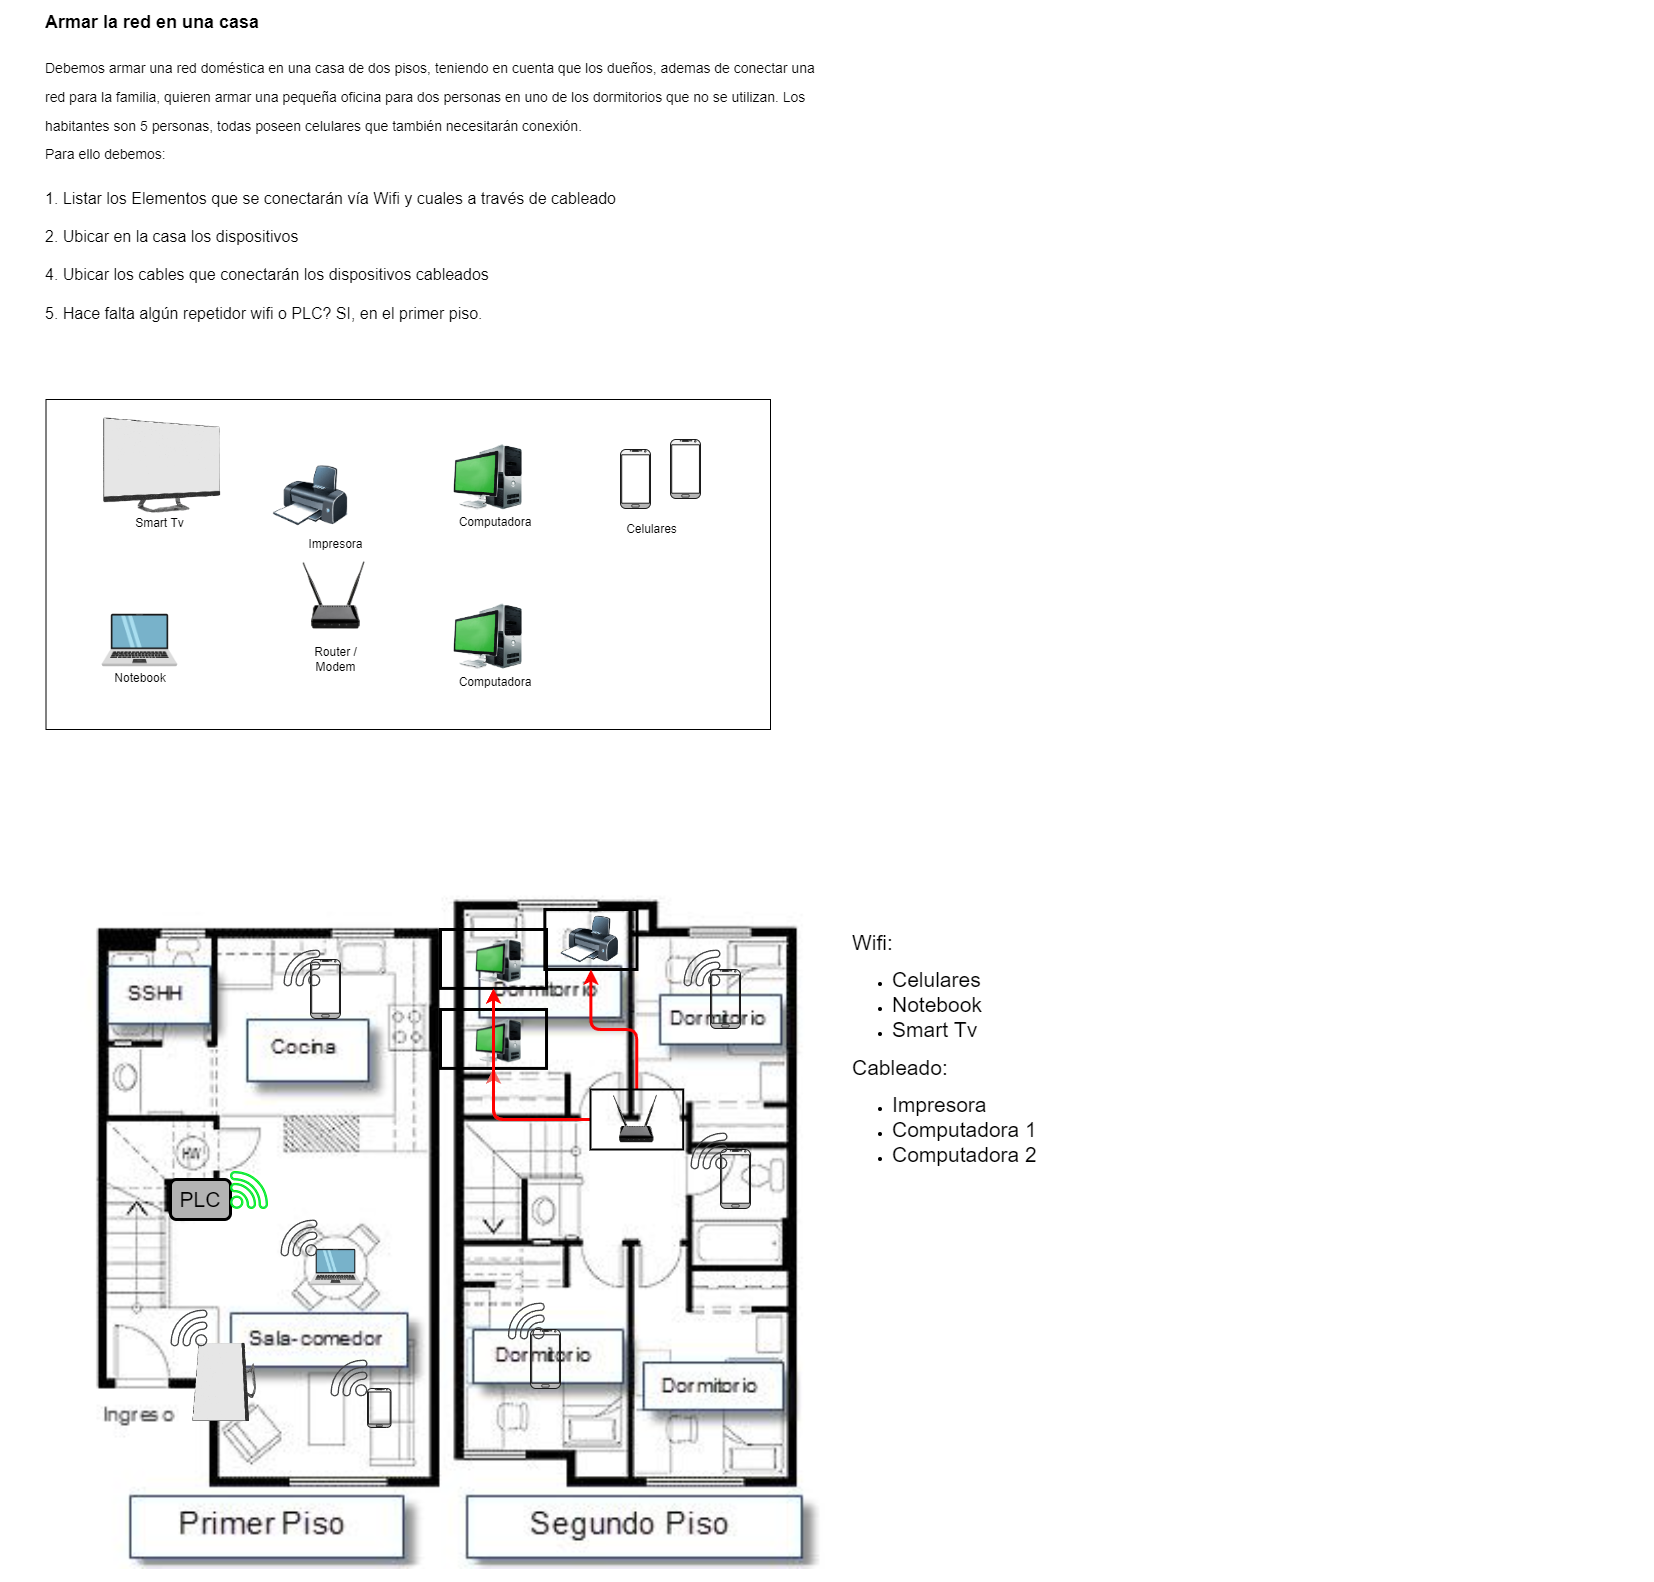 Armar la red en una casa
Debemos armar una red doméstica en una casa de dos pisos, teniendo en cuenta que los dueños, ademas de conectar una
red para la familia, quieren armar una pequeña oficina para dos personas en uno de los dormitorios que no se utilizan. Los
habitantes son 5 personas, todas poseen celulares que también necesitarán conexión.
Para ello debemos:
1. Listar los Elementos que se conectarán vía Wifi y cuales a través de cableado
2. Ubicar en la casa los dispositivos
4. Ubicar los cables que conectarán los dispositivos cableados
5. Hace falta algún repetidor wifi o PLC? SI, en el primer piso.
Smart Tv
Impresora
Computadora
Celulares
Notebook
Router /
Modem
Computadora
SSHH
Cocina
HW
PLC
Sala-comedor
Ingreso
Primer Piso
Dormitorrio
Dormitorio
Dormitorio
Dormitorio
Segundo Piso
Wifi:
• Celulares
• Notebook
• Smart Tv
Cableado:
• Impresora
• Computadora 1
• Computadora 2